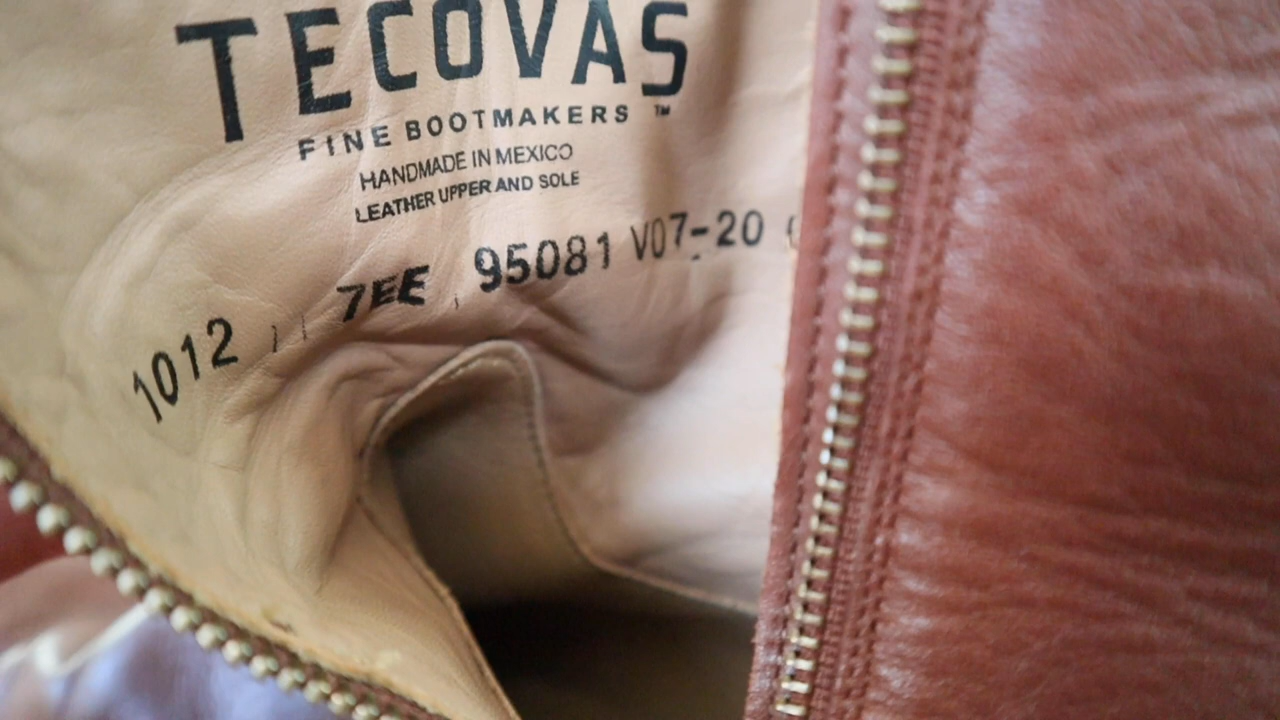 TECOVAS
FINE BOOTMAKERS ™
HANDMADE IN MEXICO
LEATHER UPPER AND SOLE
1012 7EE 95081 V07-20